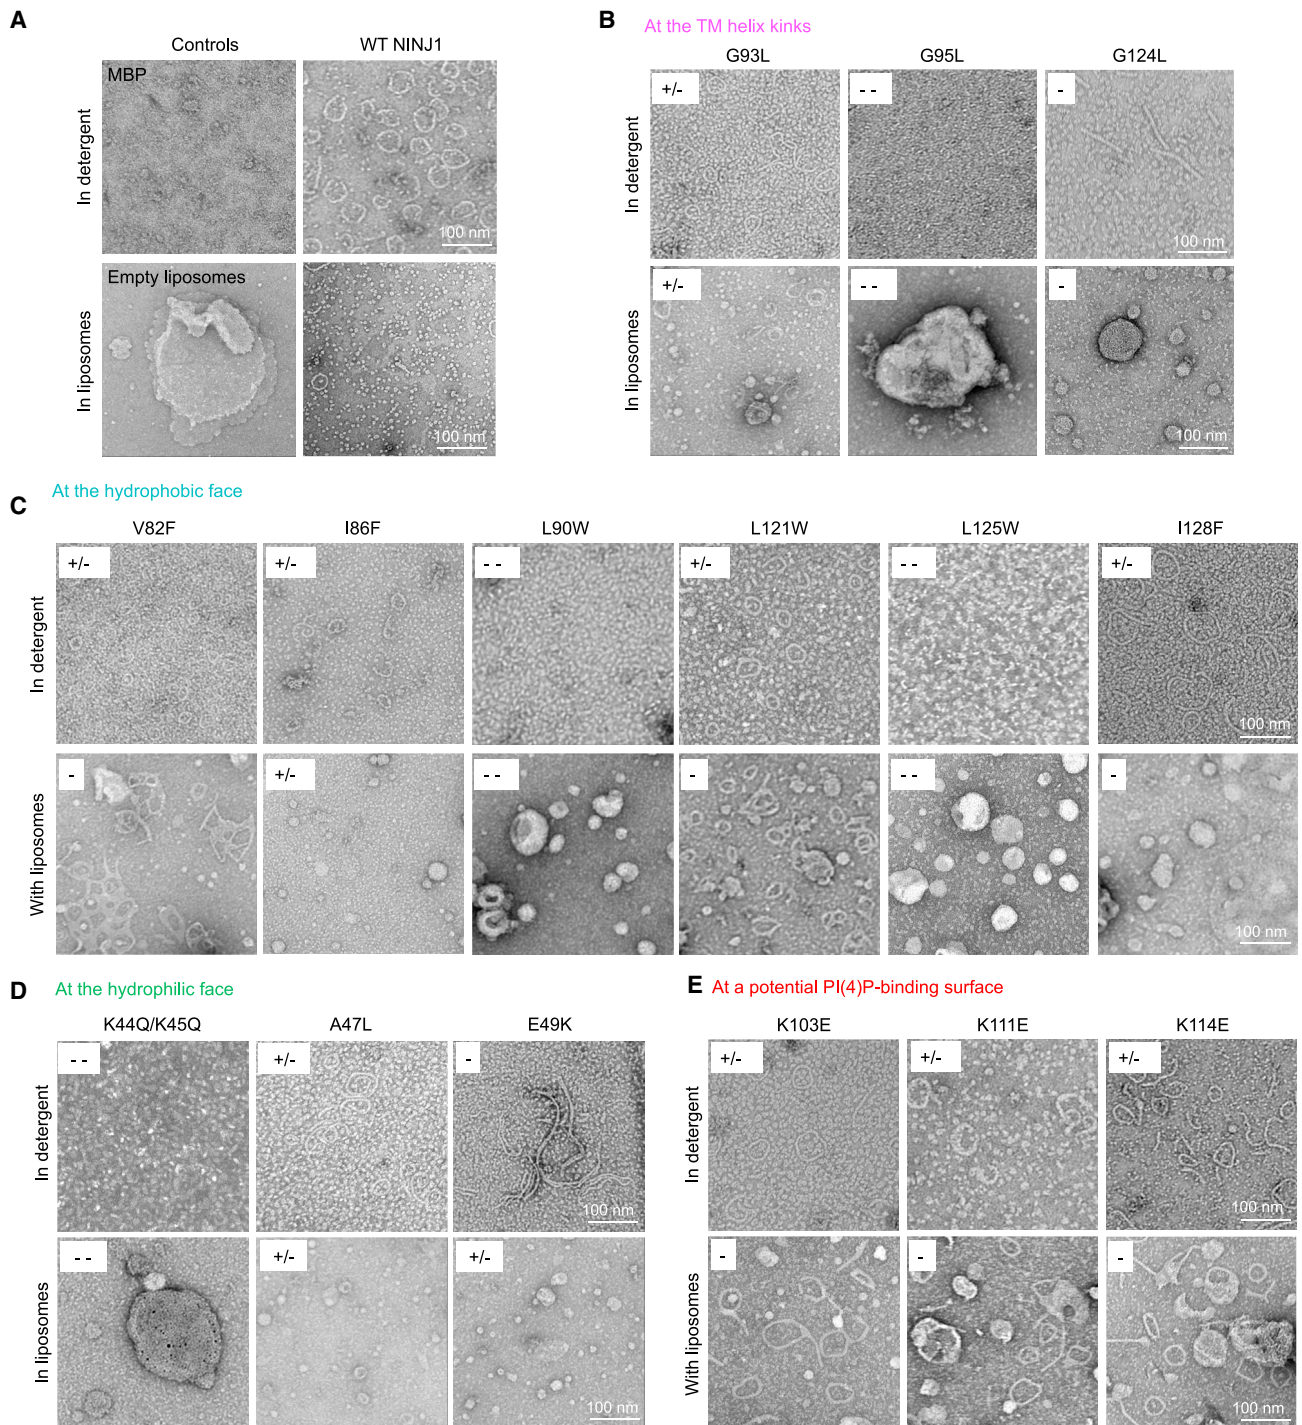 A
Controls
WT NINJ1
In detergent
MBP
100 nm
In liposomes
Empty liposomes
100 nm
B
At the TM helix kinks
G93L
G95L
G124L
In detergent
+/-
- -
-
100 nm
In liposomes
+/-
- -
-
100 nm
C
At the hydrophobic face
V82F
I86F
L90W
L121W
L125W
I128F
In detergent
+/-
+/-
- -
+/-
- -
+/-
100 nm
With liposomes
-
+/-
- -
-
- -
-
100 nm
D
At the hydrophilic face
K44Q/K45Q
A47L
E49K
In detergent
- -
+/-
-
100 nm
In liposomes
- -
+/-
+/-
100 nm
E
At a potential PI(4)P-binding surface
K103E
K111E
K114E
In detergent
+/-
+/-
+/-
100 nm
With liposomes
-
-
-
100 nm